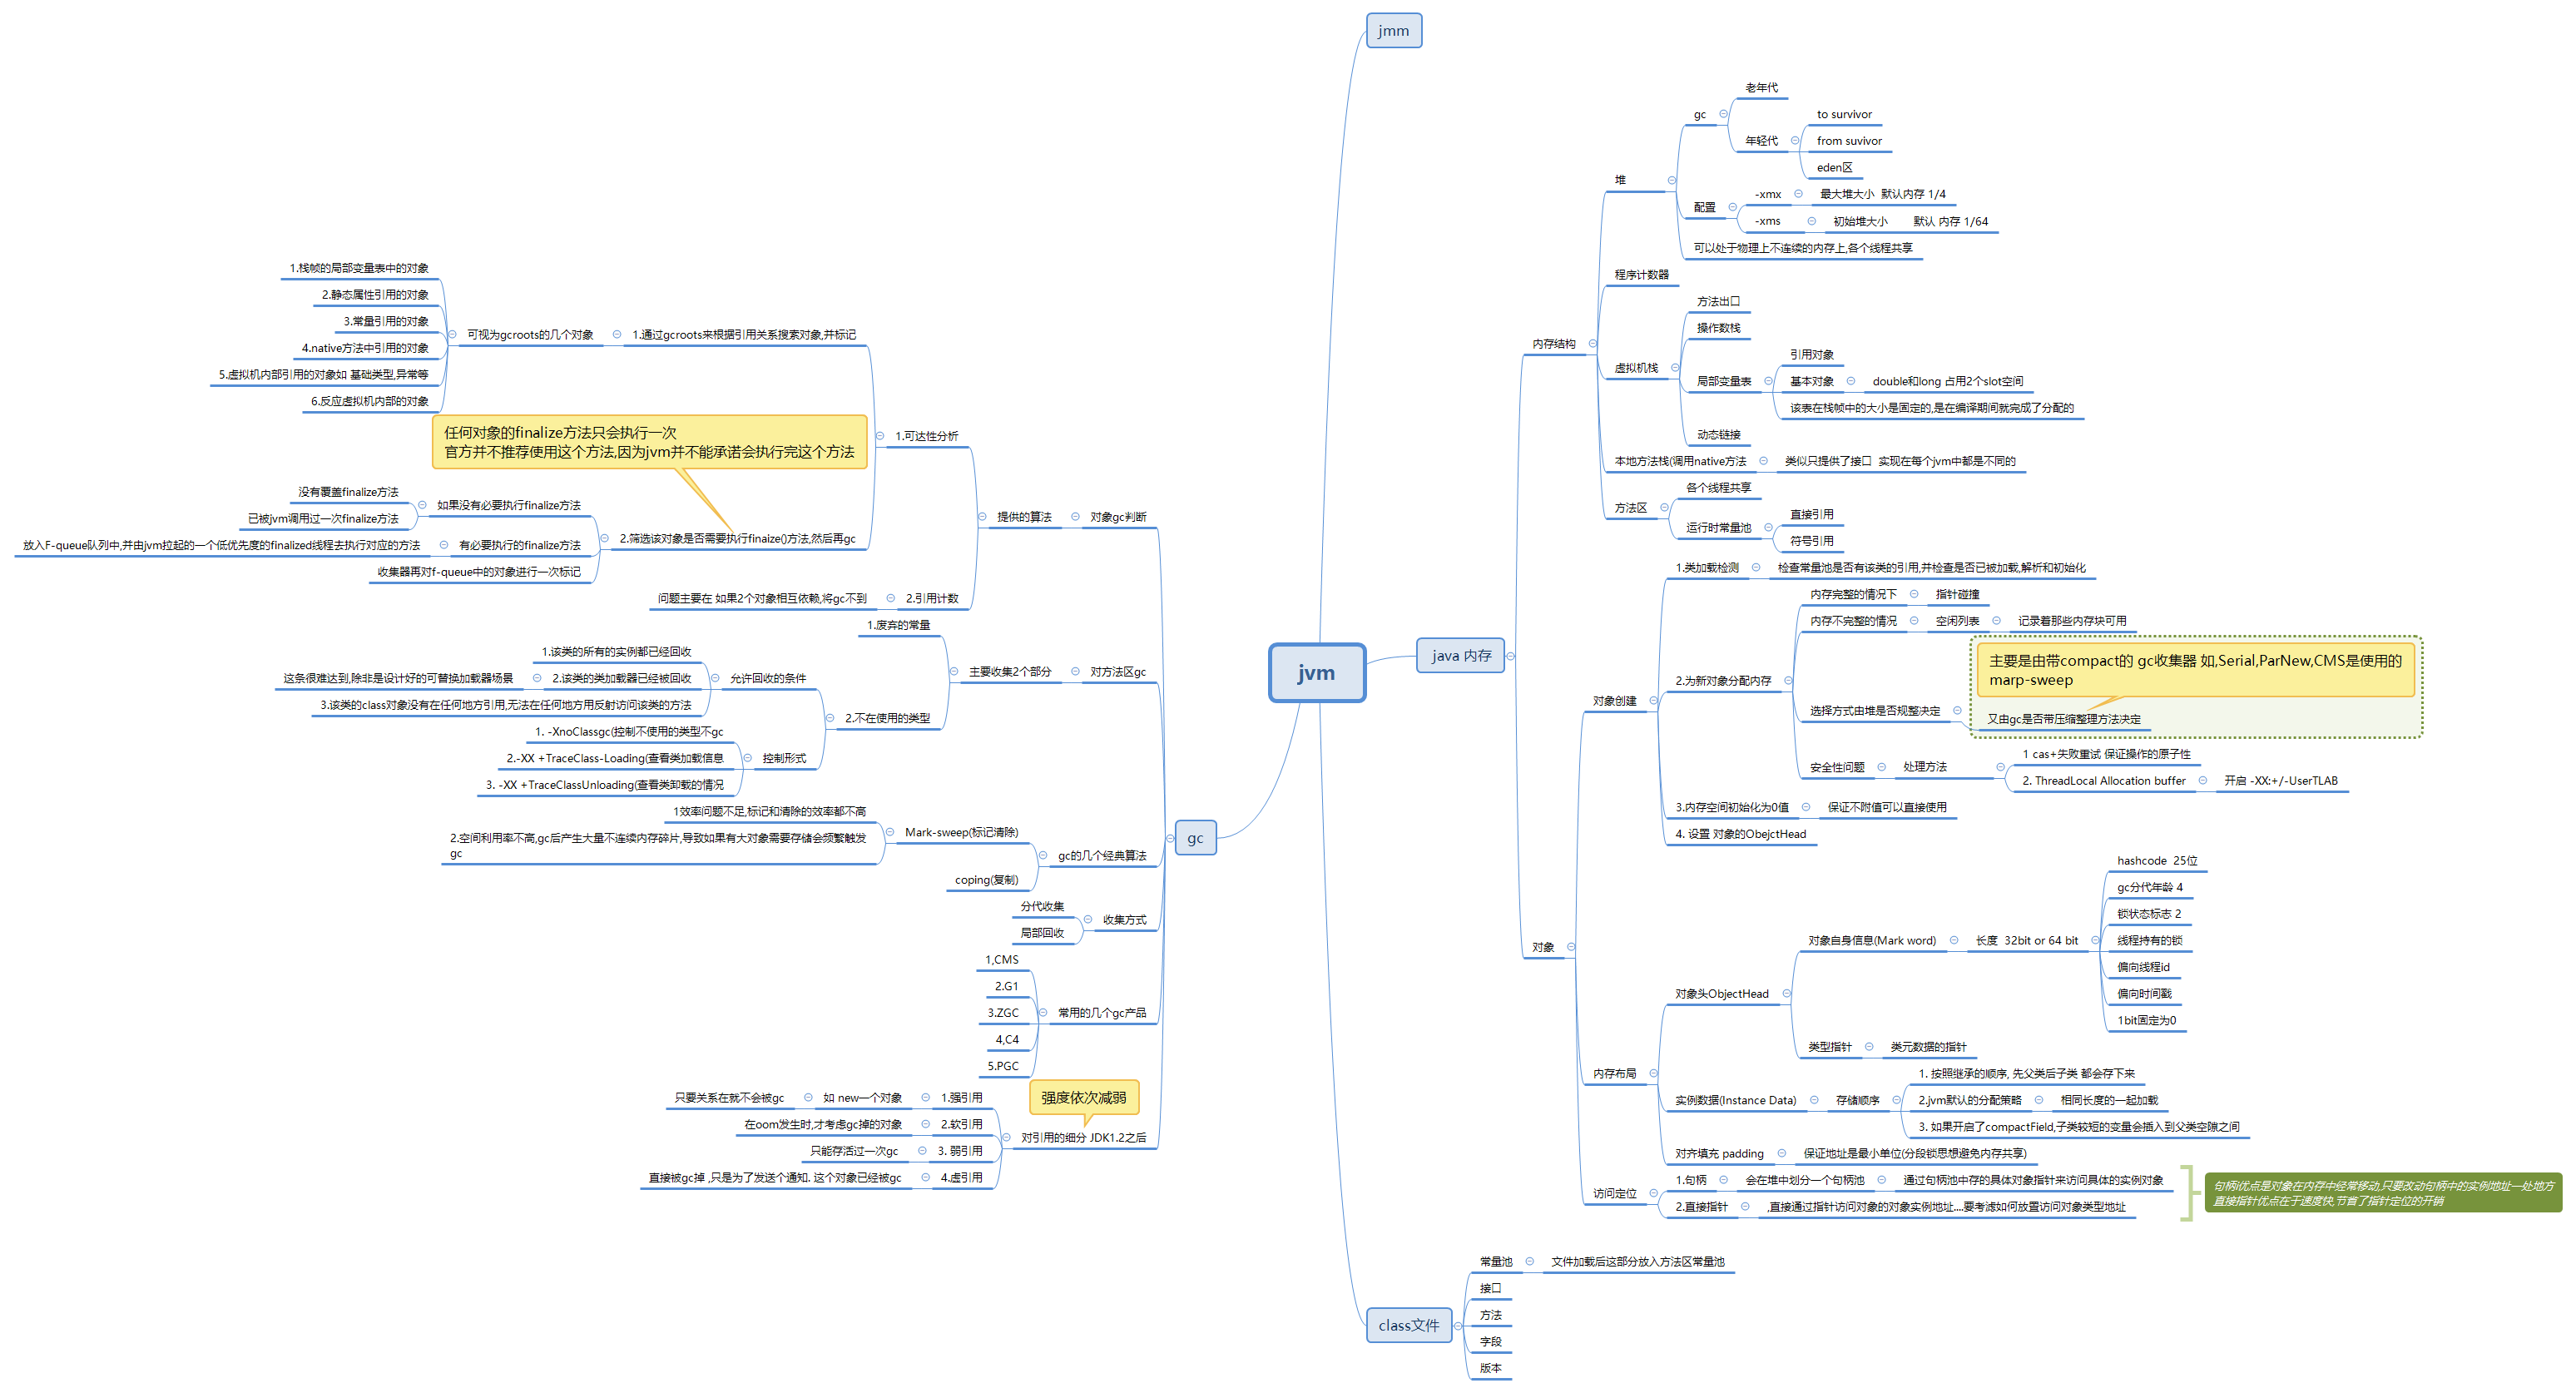 jvm
jmm
java 内存
内存结构
堆
gc
老年代
年轻代
to survivor
from suvivor
eden区
配置
-xmx
最大堆大小  默认内存 1/4
-xms
初始堆大小      默认 内存 1/64
可以处于物理上不连续的内存上,各个线程共享
程序计数器
虚拟机栈
方法出口
操作数栈
局部变量表
引用对象
基本对象
double和long 占用2个slot空间
该表在栈帧中的大小是固定的,是在编译期间就完成了分配的
动态链接
本地方法栈(调用native方法
类似只提供了接口  实现在每个jvm中都是不同的
方法区
各个线程共享
运行时常量池
直接引用
符号引用
对象
对象创建
1.类加载检测
检查常量池是否有该类的引用,并检查是否已被加载,解析和初始化
2.为新对象分配内存
内存完整的情况下
指针碰撞
内存不完整的情况
空闲列表
记录着那些内存块可用
选择方式由堆是否规整决定
主要是由带compact的 gc收集器 如,Serial,ParNew,CMS是使用的
marp-sweep
又由gc是否带压缩整理方法决定
安全性问题
处理方法
1 cas+失败重试 保证操作的原子性
2. ThreadLocal Allocation buffer
开启 -XX:+/-UserTLAB
3.内存空间初始化为0值
保证不附值可以直接使用
4. 设置 对象的ObejctHead
内存布局
对象头ObjectHead
对象自身信息(Mark word)
长度  32bit or 64 bit
hashcode  25位
gc分代年龄 4
锁状态标志 2
线程持有的锁
偏向线程id
偏向时间戳
1bit固定为0
类型指针
类元数据的指针
实例数据(Instance Data)
存储顺序
1. 按照继承的顺序, 先父类后子类 都会存下来
2.jvm默认的分配策略
相同长度的一起加载
3. 如果开启了compactField,子类较短的变量会插入到父类空隙之间
对齐填充 padding
保证地址是最小单位(分段锁思想避免内存共享)
访问定位
1.句柄
会在堆中划分一个句柄池
通过句柄池中存的具体对象指针来访问具体的实例对象
2.直接指针
,直接通过指针访问对象的对象实例地址....要考虑如何放置访问对象类型地址
句柄优点是对象在内存中经常移动,只要改动句柄中的实例地址一处地方
直接指针优点在于速度快,节省了指针定位的开销
class文件
常量池
文件加载后这部分放入方法区常量池
接口
方法
字段
版本
gc
对象gc判断
提供的算法
1.可达性分析
1.通过gcroots来根据引用关系搜索对象,并标记
可视为gcroots的几个对象
1.栈帧的局部变量表中的对象
2.静态属性引用的对象
3.常量引用的对象
4.native方法中引用的对象
5.虚拟机内部引用的对象如 基础类型,异常等
6.反应虚拟机内部的对象
任何对象的finalize方法只会执行一次
官方并不推荐使用这个方法,因为jvm并不能承诺会执行完这个方法
2.筛选该对象是否需要执行finaize()方法,然后再gc
如果没有必要执行finalize方法
没有覆盖finalize方法
已被jvm调用过一次finalize方法
有必要执行的finalize方法
放入F-queue队列中,并由jvm拉起的一个低优先度的finalized线程去执行对应的方法
收集器再对f-queue中的对象进行一次标记
2.引用计数
问题主要在 如果2个对象相互依赖,将gc不到
对方法区gc
主要收集2个部分
1.废弃的常量
2.不在使用的类型
允许回收的条件
1.该类的所有的实例都已经回收
2.该类的类加载器已经被回收
这条很难达到,除非是设计好的可替换加载器场景
3.该类的class对象没有在任何地方引用,无法在任何地方用反射访问该类的方法
控制形式
1. -XnoClassgc(控制不使用的类型不gc
2.-XX +TraceClass-Loading(查看类加载信息
3. -XX +TraceClassUnloading(查看类卸载的情况
gc的几个经典算法
Mark-sweep(标记清除)
1效率问题不足,标记和清除的效率都不高
2.空间利用率不高,gc后产生大量不连续内存碎片,导致如果有大对象需要存储会频繁触发
gc
coping(复制)
收集方式
分代收集
局部回收
常用的几个gc产品
1,CMS
2.G1
3.ZGC
4,C4
5.PGC
强度依次减弱
对引用的细分 JDK1.2之后
1.强引用
如 new一个对象
只要关系在就不会被gc
2.软引用
在oom发生时,才考虑gc掉的对象
3. 弱引用
只能存活过一次gc
4.虚引用
直接被gc掉 ,只是为了发送个通知. 这个对象已经被gc